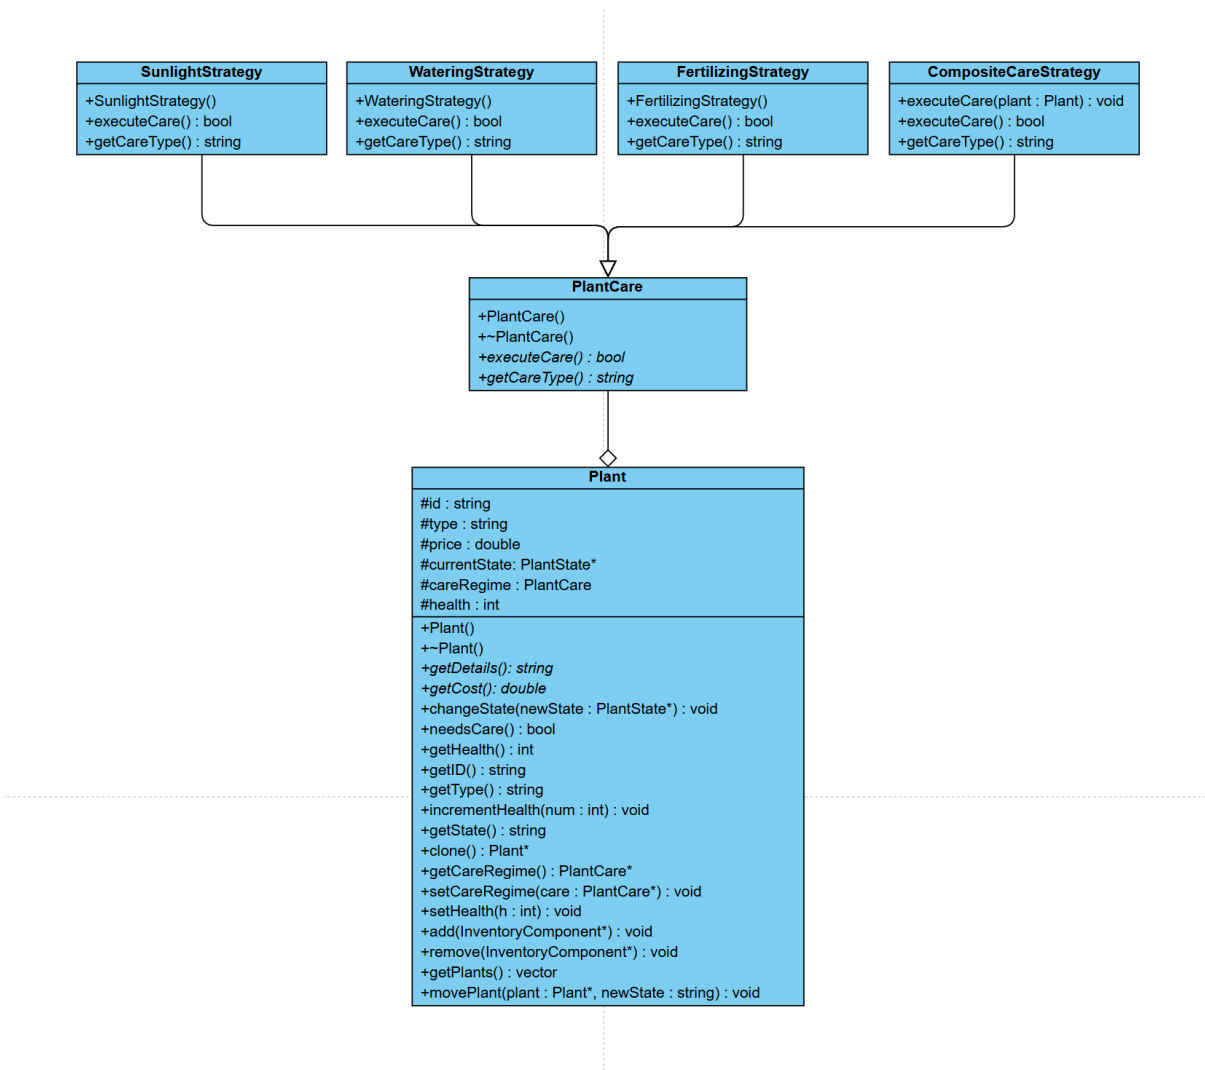 SunlightStrategy
+SunlightStrategy()
+executeCare() : bool
+getCareType() : string
WateringStrategy
+WateringStrategy()
+executeCare() : bool
+getCareType() : string
FertilizingStrategy
+FertilizingStrategy()
+executeCare() : bool
+getCareType() : string
CompositeCareStrategy
+executeCare(plant : Plant) : void
+executeCare() : bool
+getCareType() : string
PlantCare
+PlantCare()
+~PlantCare()
+executeCare() : bool
+getCareType() : string
Plant
#id : string
#type : string
#price : double
#currentState: PlantState*
#careRegime : PlantCare
#health : int
+Plant()
+~Plant()
+getDetails(): string
+getCost(): double
+changeState(newState : PlantState*) : void
+needsCare() : bool
+getHealth() : int
+getID() : string
+getType() : string
+incrementHealth(num : int) : void
+getState() : string
+clone() : Plant*
+getCareRegime() : PlantCare*
+setCareRegime(care : PlantCare*) : void
+setHealth(h : int) : void
+add(InventoryComponent*) : void
+remove(InventoryComponent*) : void
+getPlants() : vector
+movePlant(plant : Plant*, newState : string) : void